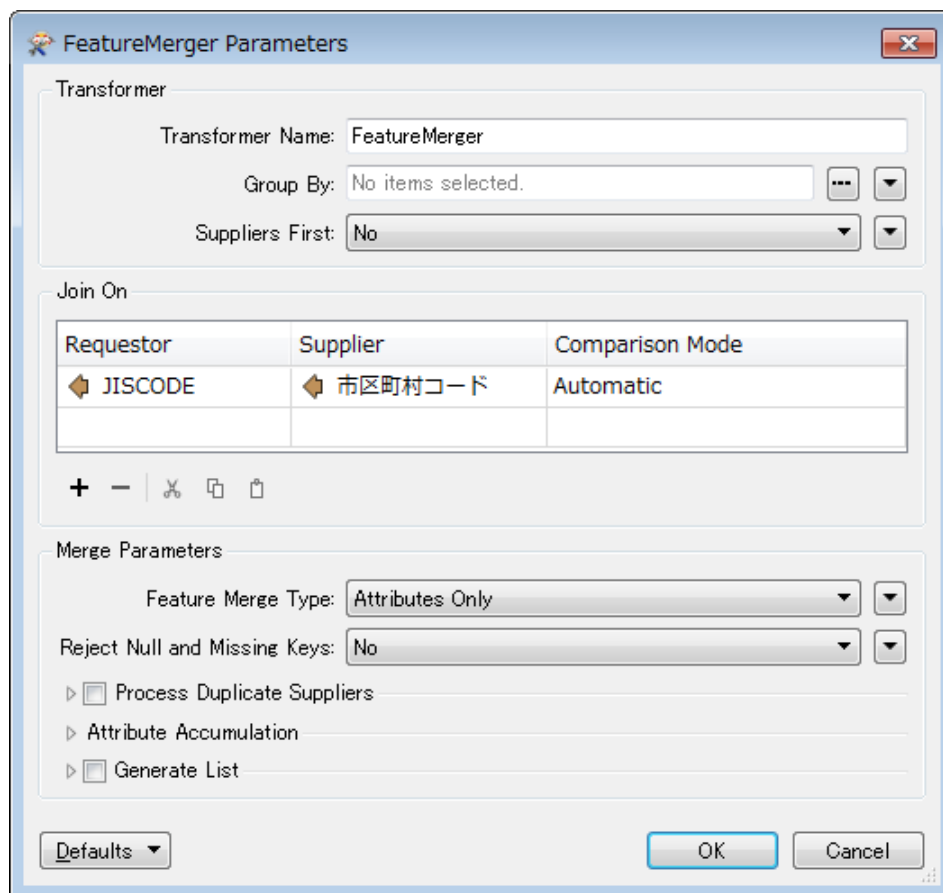 FeatureMerger Parameters
Transformer
Transformer Name: FeatureMerger
Group By: No items selected.
Suppliers First: No
Join On
Requestor Supplier Comparison Mode
JISCODE 市区町村コード Automatic
Merge Parameters
Feature Merge Type: Attributes Only
Reject Null and Missing Keys: No
Process Duplicate Suppliers
Attribute Accumulation
Generate List
Defaults OK Cancel